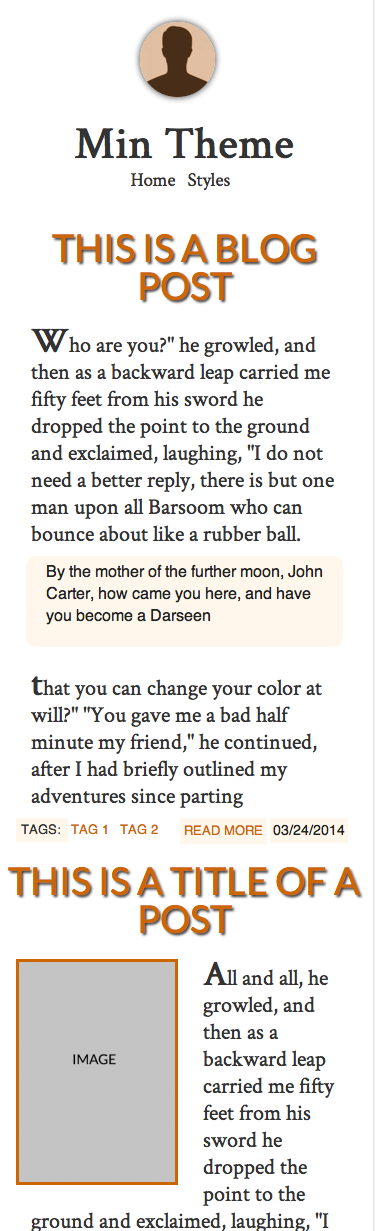 Min Theme
Home Styles
THIS IS A BLOG
POST
Who are you?" he growled, and
then as a backward leap carried me
fifty feet from his sword he
dropped the point to the ground
and exclaimed, laughing, "I do not
need a better reply, there is but one
man upon all Barsoom who can
bounce about like a rubber ball.
By the mother of the further moon, John
Carter, how came you here, and have
you become a Darseen
that you can change your color at
will?" "You gave me a bad half
minute my friend," he continued,
after I had briefly outlined my
adventures since parting
TAGS: TAG 1 TAG 2 READ MORE 03/24/2014
THIS IS A TITLE OF A
POST
IMAGE
All and all, he
growled, and
then as a
backward leap
carried me fifty
feet from his
sword he
dropped the
point to the
ground and exclaimed, laughing, "I